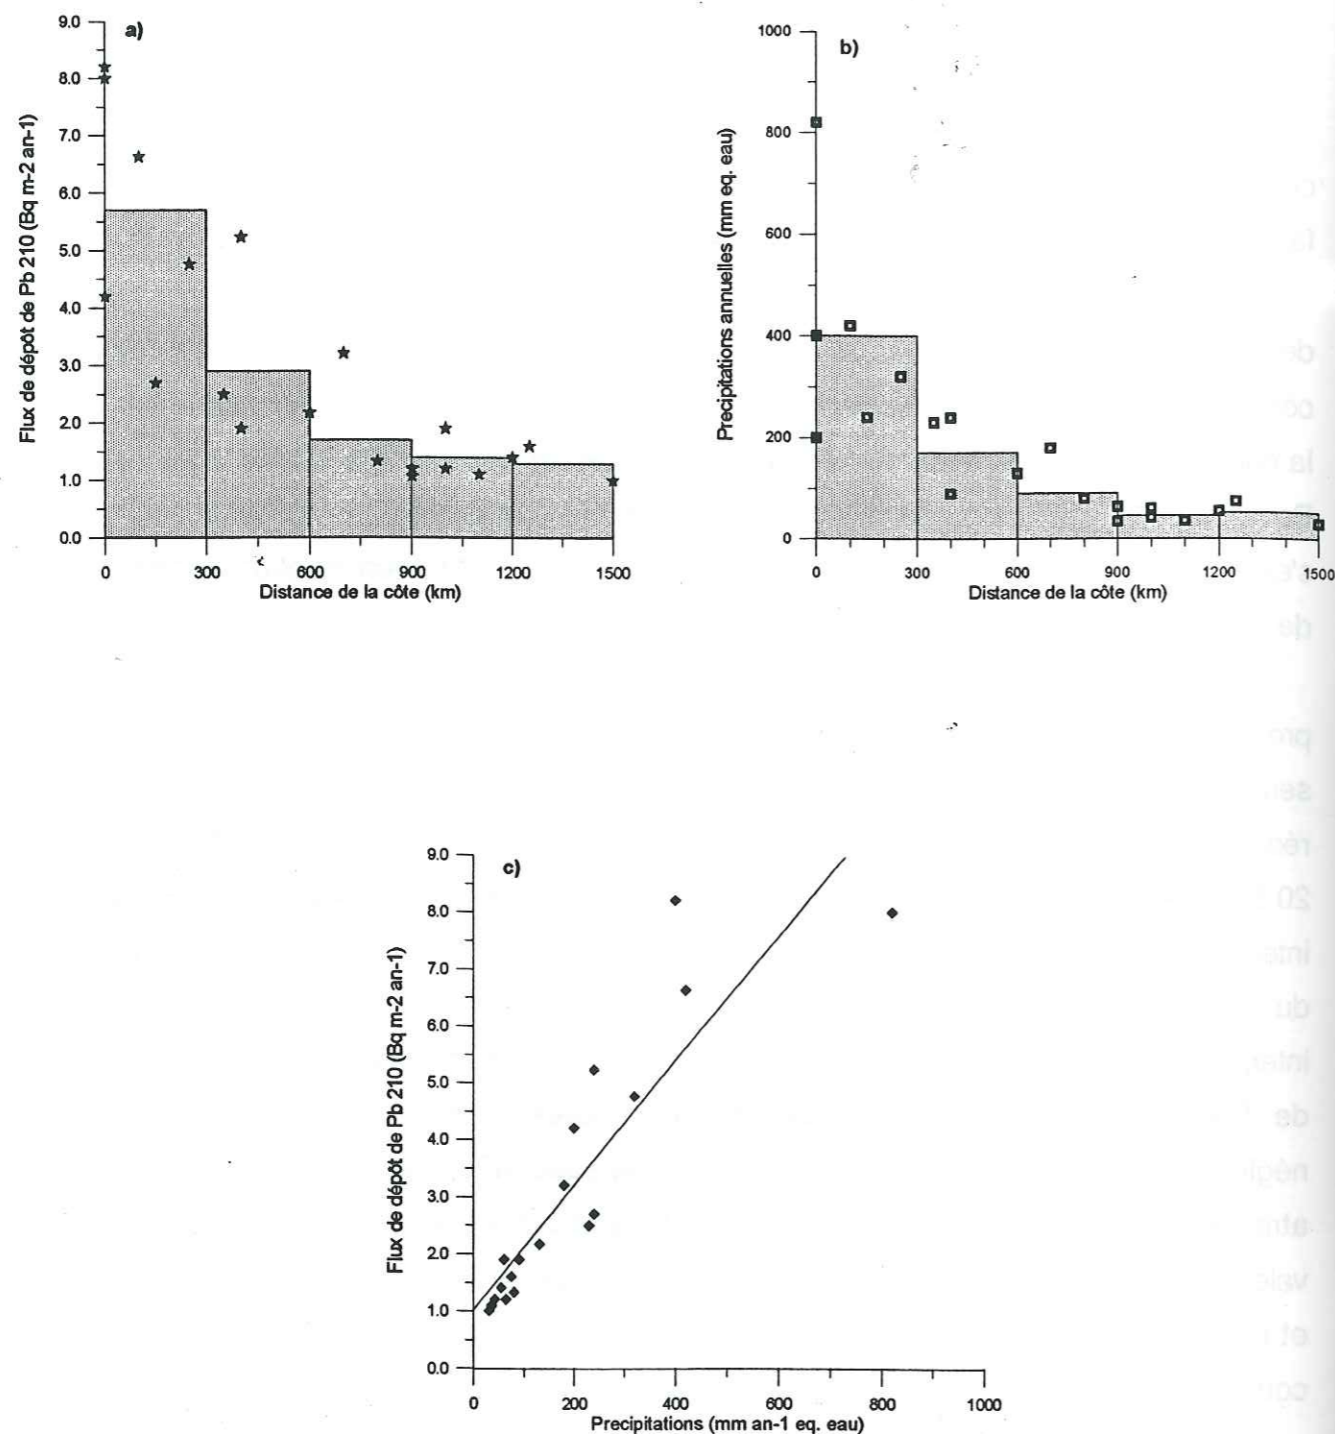 a)
Flux de dépôt de Pb 210 (Bq m-2 an-1)
9.0
8.0
7.0
6.0
5.0
4.0
3.0
2.0
1.0
0.0
0 300 600 900 1200 1500
Distance de la côte (km)
b)
Precipitations annuelles (mm eq. eau)
1000
800
600
400
200
0
0 300 600 900 1200 1500
Distance de la côte (km)
c)
Flux de dépôt de Pb 210 (Bq m-2 an-1)
9.0
8.0
7.0
6.0
5.0
4.0
3.0
2.0
1.0
0.0
0 200 400 600 800 1000
Precipitations (mm an-1 eq. eau)